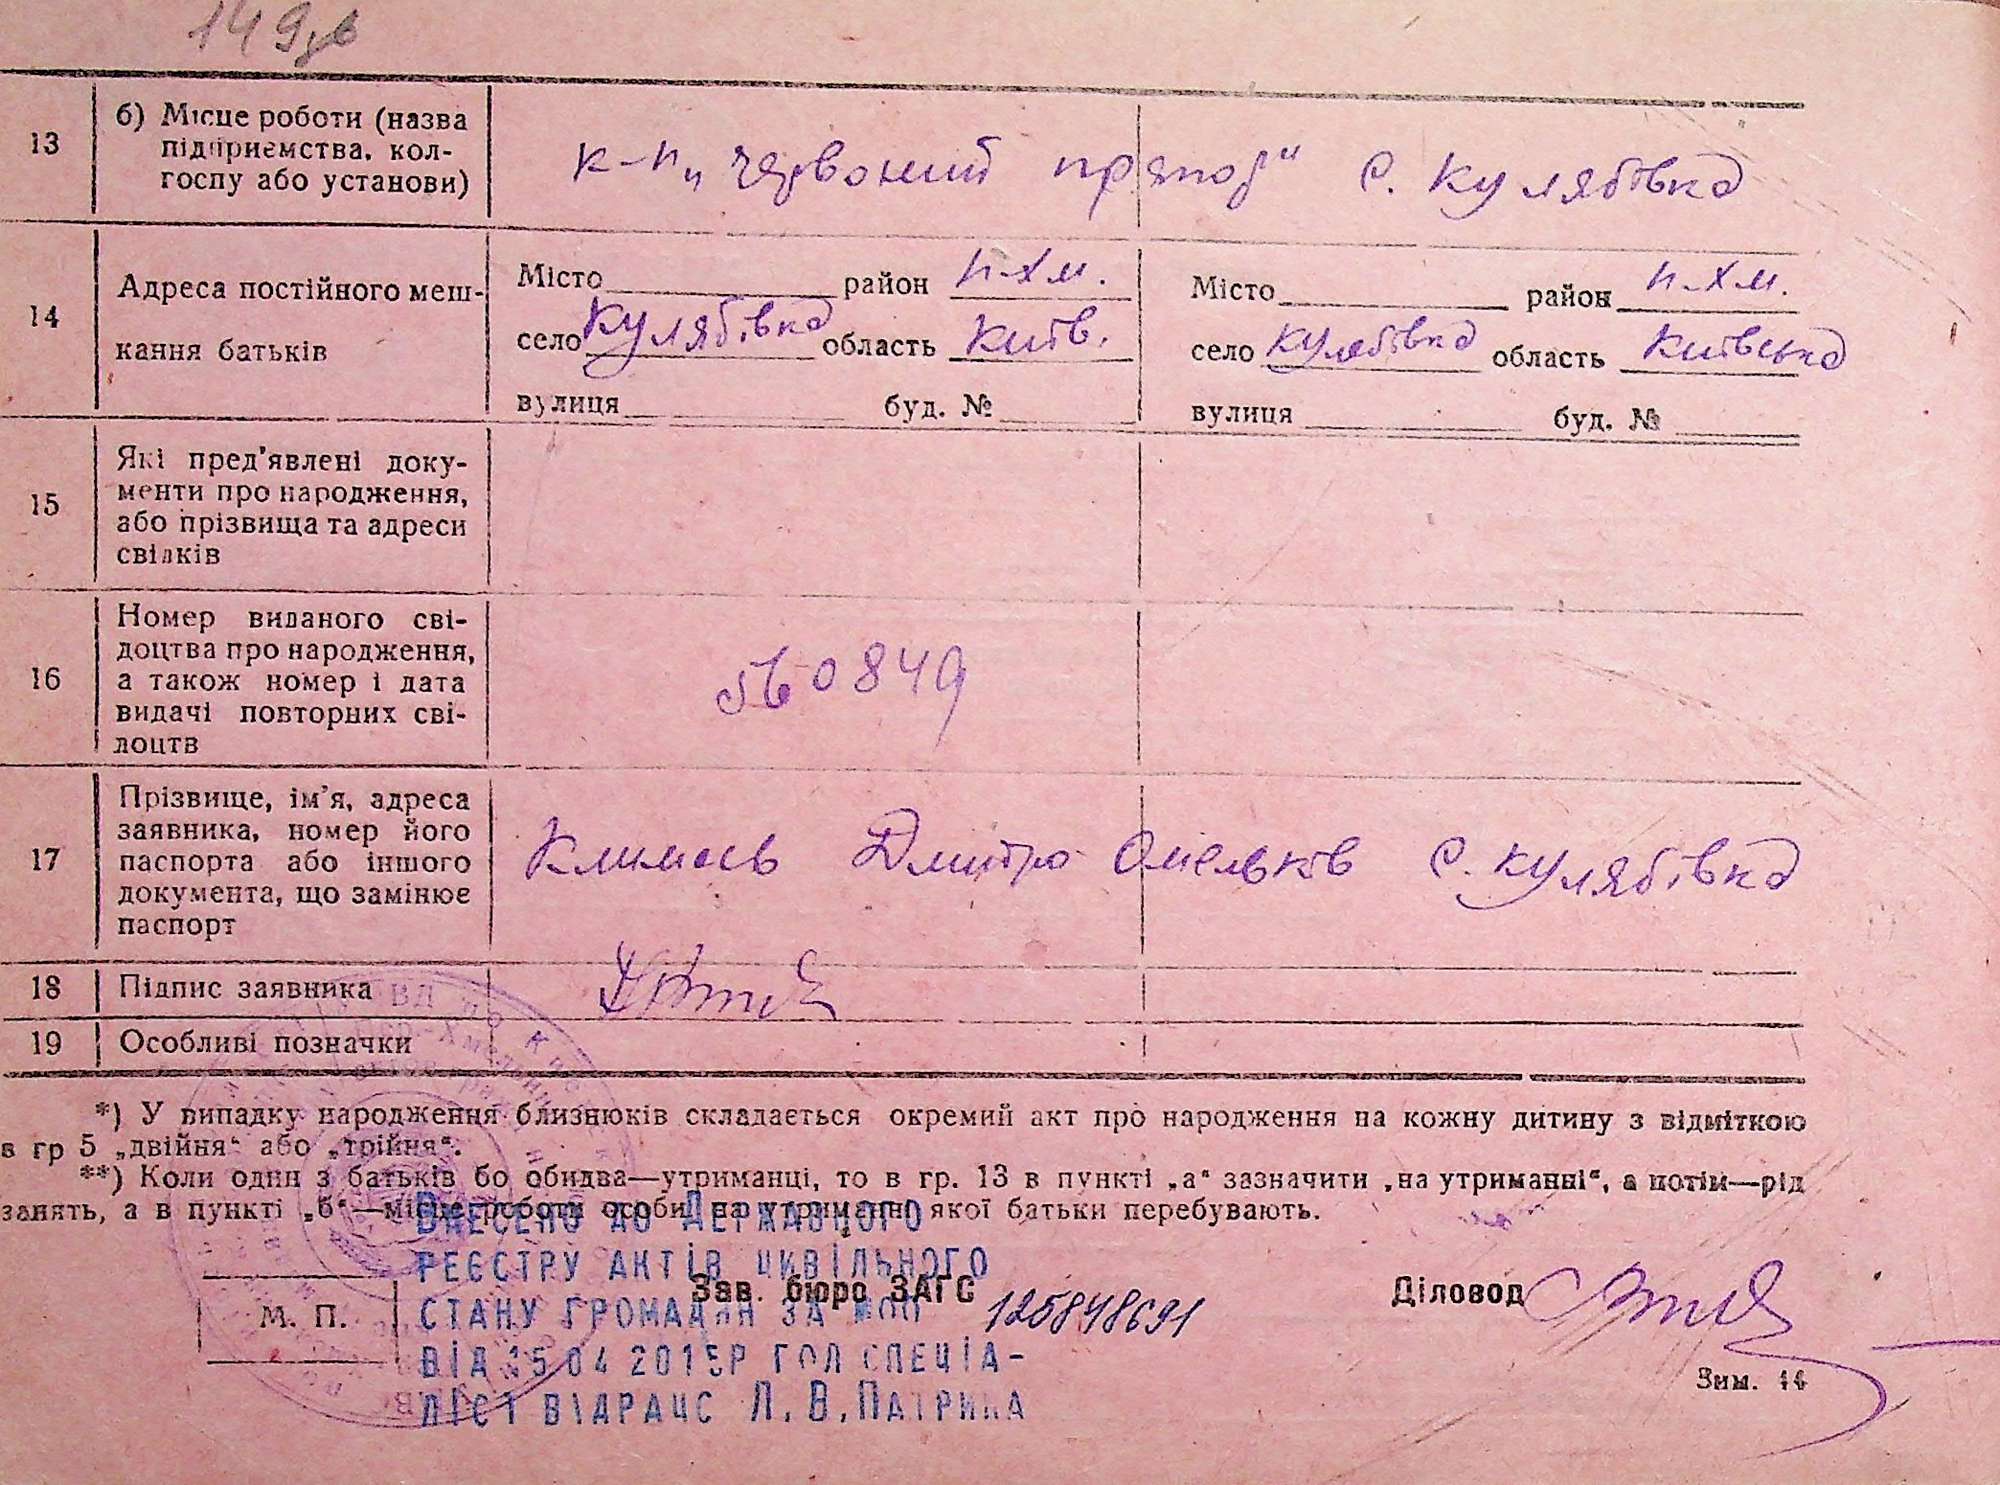 149зв
13 б) Місце роботи (назва
підприємства, кол-
госпу або установи)
к-п „Червоний прапор“ с. Кулябівка
14 Адреса постійного меш-
кання батьків
Місто район П-Хм.
село Кулябівка область Київ.
вулиця буд. №
Місто район П-Хм.
село Кулябівка область Київська
вулиця буд. №
15 Які пред'явлені доку-
менти про народження,
або прізвища та адреси
свідків
16 Номер виданого сві-
доцтва про народження,
а також номер і дата
видачі повторних сві-
доцтв
0849
17 Прізвище, ім'я, адреса
заявника, номер його
паспорта або іншого
документа, що замінює
паспорт
Дмитро Омельків с. Кулябівка
18 Підпис заявника
19 Особливі позначки
*) У випадку народження близнюків складається окремий акт про народження на кожну дитину з відміткою
в гр 5 „двійня“ або „трійня“.
**) Коли один з батьків бо обидва—утриманці, то в гр. 13 в пункті „а“ зазначити „на утриманні“, а потім—рід
занять, а в пункті „б“—місце роботи особи, на утриманні якої батьки перебувають.
Внесено до Державного
реєстру актів цивільного
стану громадян за №
125848691
від 15 04 2015р гол спеціа-
ліст відрацс Л. В. Патрина
М. П.
Зав. бюро ЗАГС
Діловод
Зим. 44